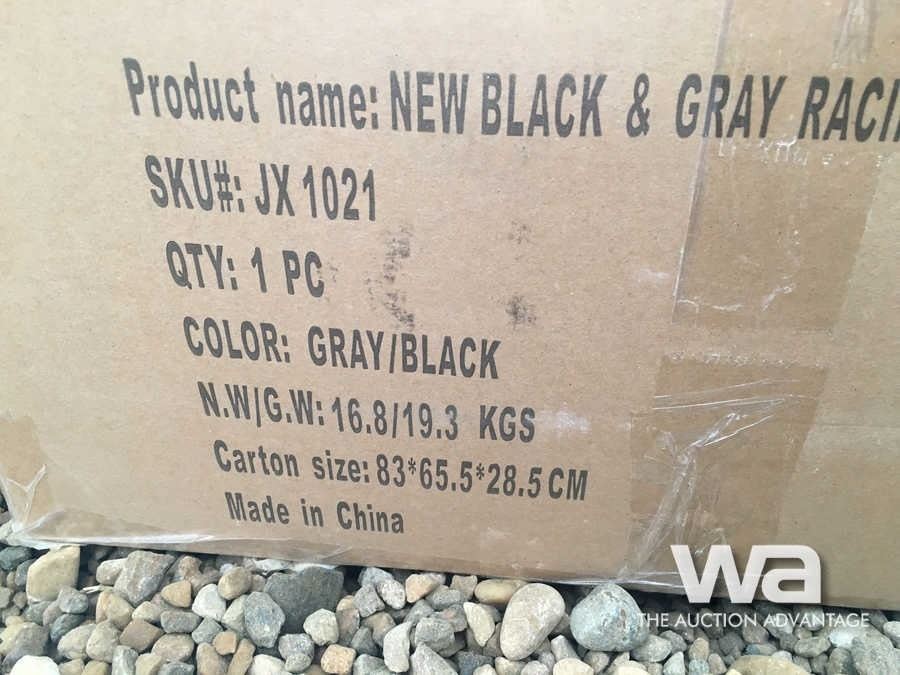 Product name: NEW BLACK & GRAY RACI
SKU#: JX 1021
QTY: 1 PC
COLOR: GRAY/BLACK
N.W/G.W: 16.8/19.3 KGS
Carton size: 83*65.5*28.5 CM
Made in China
wa
THE AUCTION ADVANTAGE